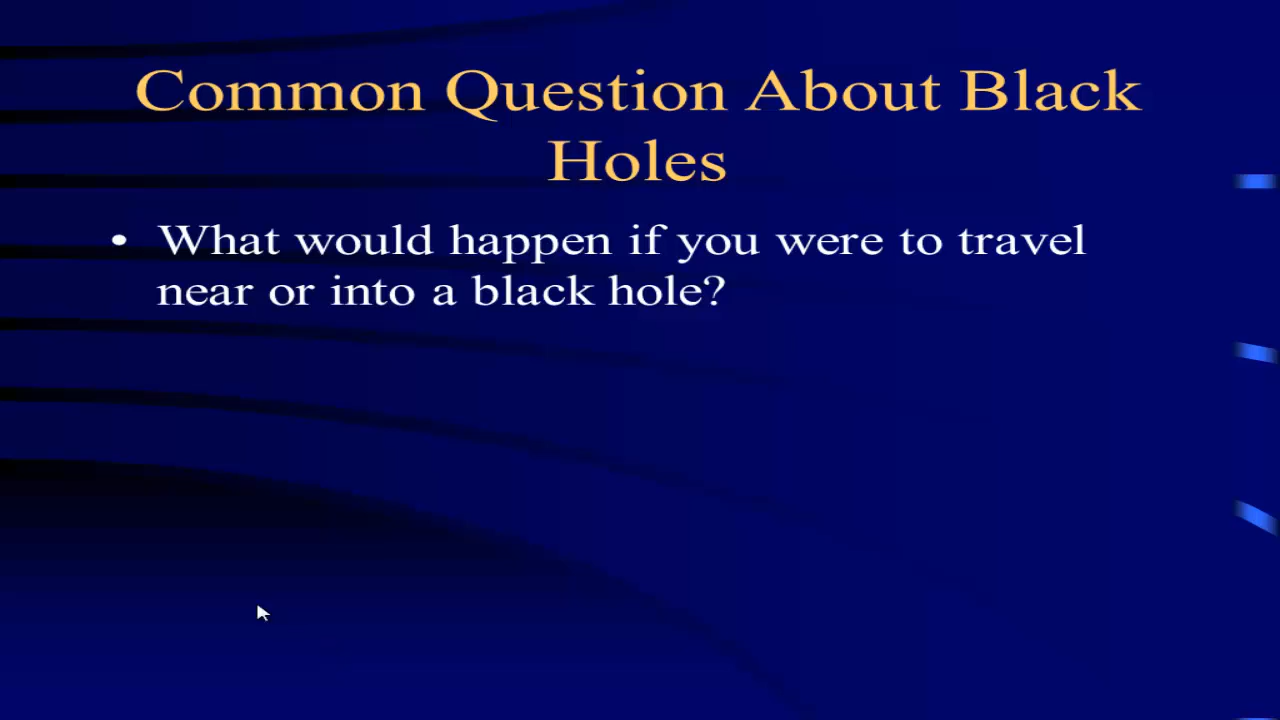 Common Question About Black
Holes
• What would happen if you were to travel
near or into a black hole?